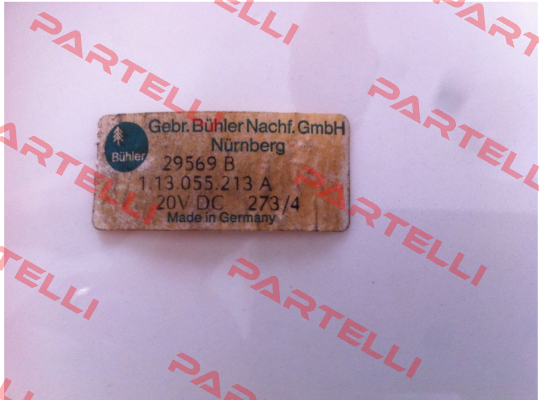 PARTELLI
PARTELLI
PARTELLI
Gebr. Bühler Nachf. GmbH
Nürnberg
Bühler
29569 B
1.13.055.213 A
20V DC 273/4
Made in Germany
PARTELLI
PARTELLI
PARTELLI
PARTELLI
PARTELLI